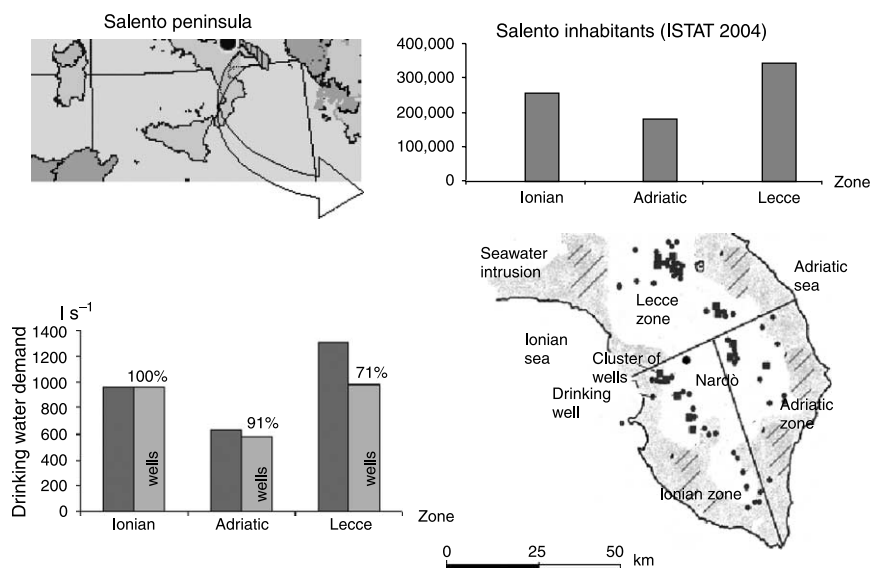 Salento peninsula
Salento inhabitants (ISTAT 2004)
400,000
300,000
200,000
100,000
0
Ionian
Adriatic
Lecce
Zone
l s⁻¹
Drinking water demand
1400
1200
1000
800
600
400
200
0
100%
91%
71%
wells
wells
wells
Ionian
Adriatic
Lecce
Zone
Seawater
intrusion
Adriatic
sea
Lecce
zone
Ionian
sea
Cluster of
wells
Nardò
Drinking
well
Adriatic
zone
Ionian zone
0
25
50
km